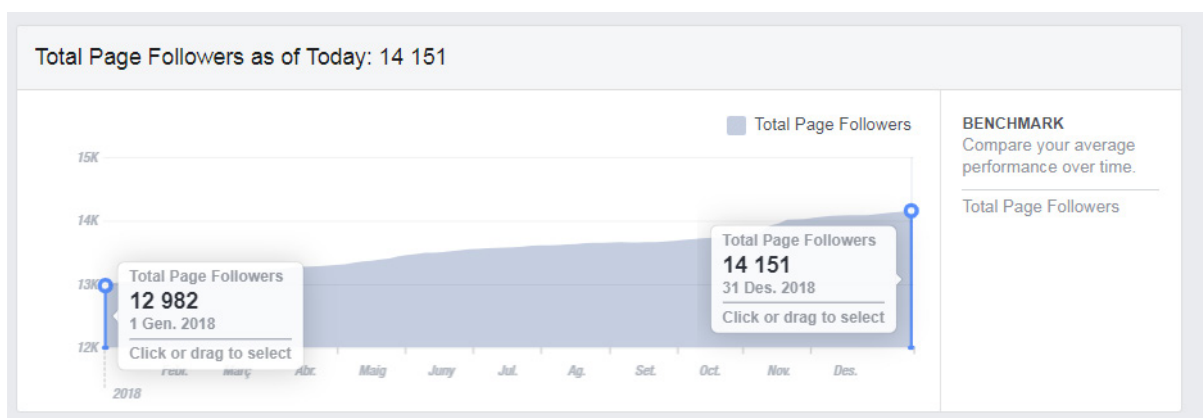 Total Page Followers as of Today: 14 151
Total Page Followers
BENCHMARK
Compare your average
performance over time.
Total Page Followers
15K
14K
13K
12K
Total Page Followers
12 982
1 Gen. 2018
Click or drag to select
Total Page Followers
14 151
31 Des. 2018
Click or drag to select
Febr. Març Abr. Maig Juny Jul. Ag. Set. Oct. Nov. Des.
2018